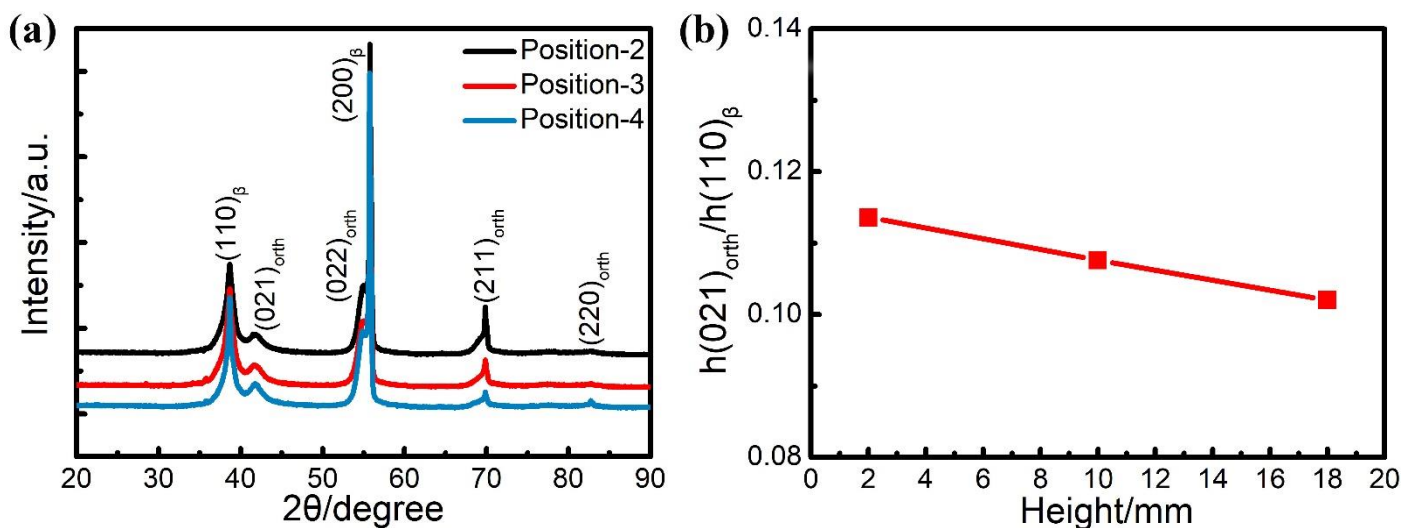 (a)
Intensity/a.u.
Position-2
Position-3
Position-4
(110)β
(021)orth
(022)orth
(200)β
(211)orth
(220)orth
20 30 40 50 60 70 80 90
2θ/degree
(b)
h(021)orth/h(110)β
0.14
0.12
0.10
0.08
0 2 4 6 8 10 12 14 16 18 20
Height/mm